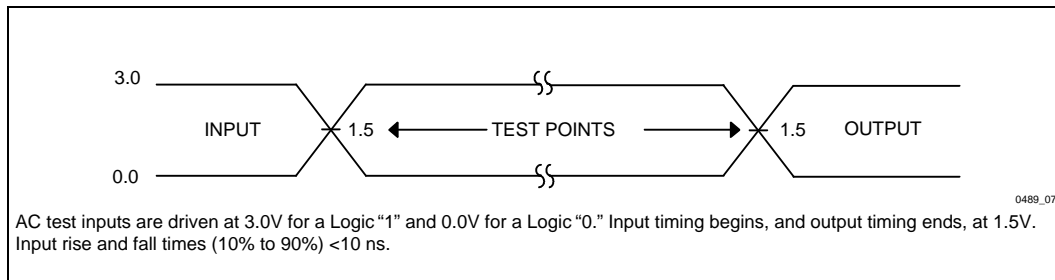 3.0
INPUT 1.5 TEST POINTS 1.5 OUTPUT
0.0
0489_07
AC test inputs are driven at 3.0V for a Logic “1” and 0.0V for a Logic “0.” Input timing begins, and output timing ends, at 1.5V.
Input rise and fall times (10% to 90%) <10 ns.